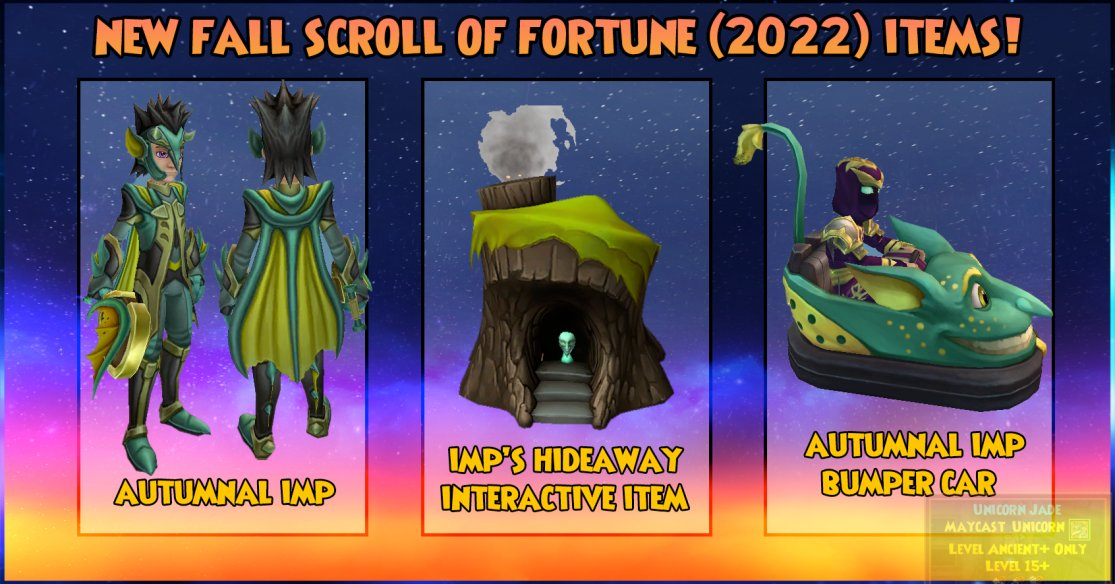 NEW FALL SCROLL OF FORTUNE (2022) ITEMS!
AUTUMNAL IMP
IMP'S HIDEAWAY
INTERACTIVE ITEM
AUTUMNAL IMP
BUMPER CAR
UNICORN JADE
MAYCAST UNICORN
LEVEL ANCIENT+ ONLY
LEVEL 15+